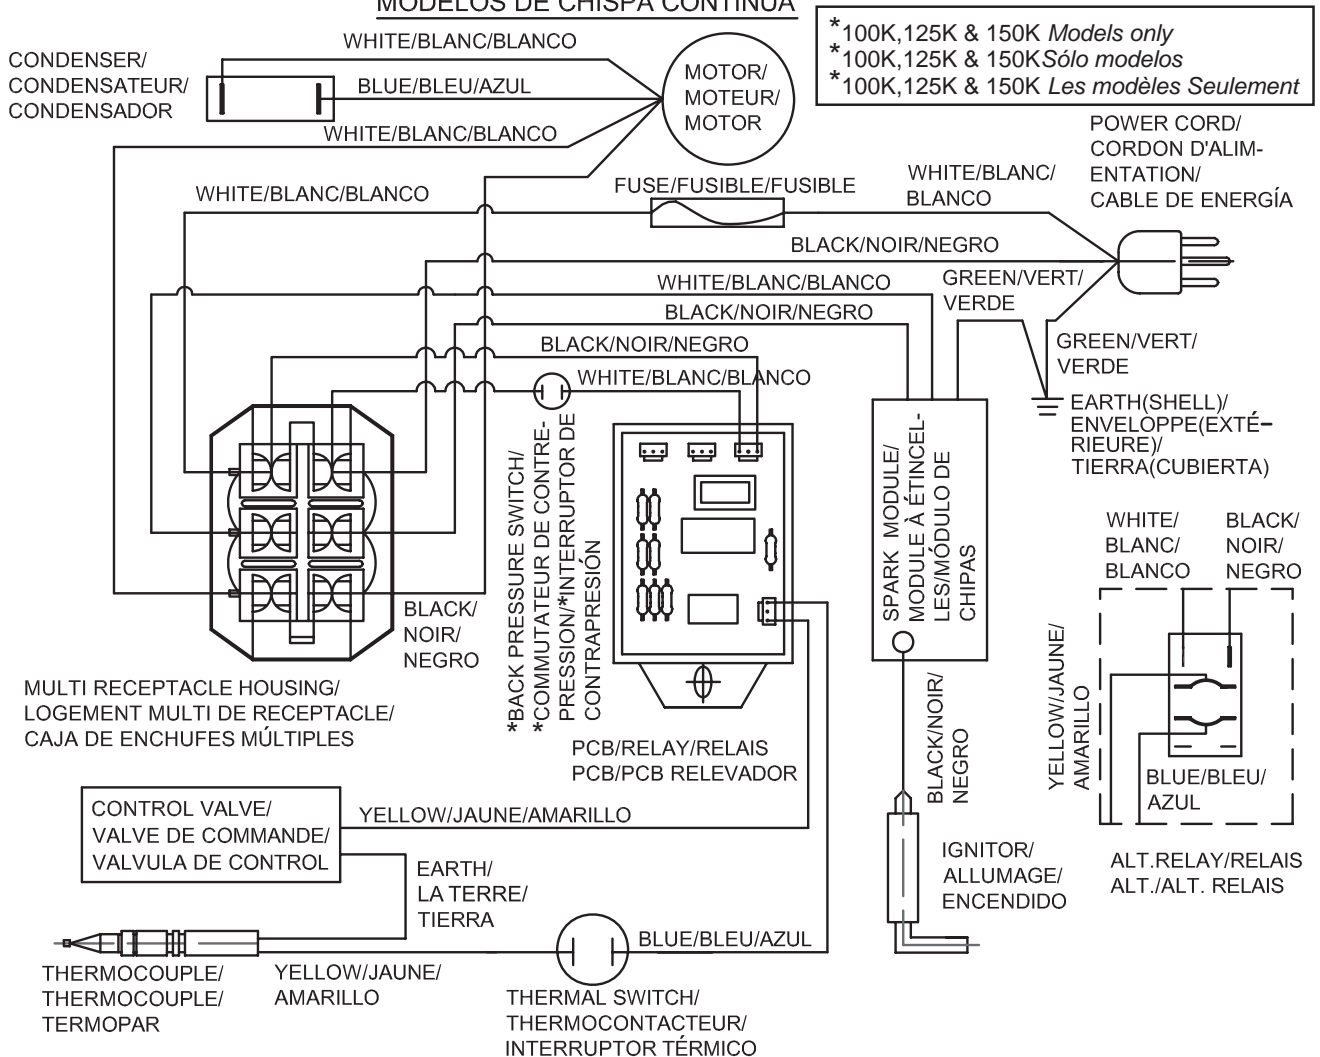 MODELOS DE CHISPA CONTINUA
*100K,125K & 150K Models only
*100K,125K & 150K Sólo modelos
*100K,125K & 150K Les modèles Seulement
CONDENSER/
CONDENSATEUR/
CONDENSADOR
WHITE/BLANC/BLANCO
BLUE/BLEU/AZUL
WHITE/BLANC/BLANCO
MOTOR/
MOTEUR/
MOTOR
POWER CORD/
CORDON D'ALIM-
ENTATION/
CABLE DE ENERGÍA
WHITE/BLANC/BLANCO
FUSE/FUSIBLE/FUSIBLE
WHITE/BLANC/
BLANCO
BLACK/NOIR/NEGRO
WHITE/BLANC/BLANCO
GREEN/VERT/
VERDE
BLACK/NOIR/NEGRO
BLACK/NOIR/NEGRO
WHITE/BLANC/BLANCO
GREEN/VERT/
VERDE
EARTH(SHELL)/
ENVELOPPE(EXTÉ-
RIEURE)/
TIERRA(CUBIERTA)
*BACK PRESSURE SWITCH/
*COMMUTATEUR DE CONTRE-
PRESSION/*INTERRUPTOR DE
CONTRAPRESIÓN
SPARK MODULE/
MODULE À ÉTINCEL-
LES/MÓDULO DE
CHIPAS
BLACK/
NOIR/
NEGRO
MULTI RECEPTACLE HOUSING/
LOGEMENT MULTI DE RECEPTACLE/
CAJA DE ENCHUFES MÚLTIPLES
PCB/RELAY/RELAIS
PCB/PCB RELEVADOR
BLACK/NOIR/
NEGRO
WHITE/
BLANC/
BLANCO
BLACK/
NOIR/
NEGRO
YELLOW/JAUNE/
AMARILLO
BLUE/BLEU/
AZUL
ALT.RELAY/RELAIS
ALT./ALT. RELAIS
CONTROL VALVE/
VALVE DE COMMANDE/
VALVULA DE CONTROL
YELLOW/JAUNE/AMARILLO
EARTH/
LA TERRE/
TIERRA
IGNITOR/
ALLUMAGE/
ENCENDIDO
THERMOCOUPLE/
THERMOCOUPLE/
TERMOPAR
YELLOW/JAUNE/
AMARILLO
BLUE/BLEU/AZUL
THERMAL SWITCH/
THERMOCONTACTEUR/
INTERRUPTOR TÉRMICO